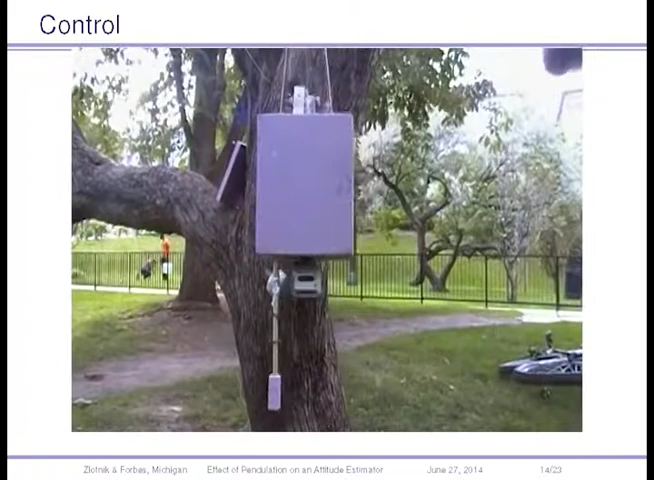 Control
Zlotnik & Forbes, Michigan Effect of Pendulation on an Attitude Estimator June 27, 2014 14/23